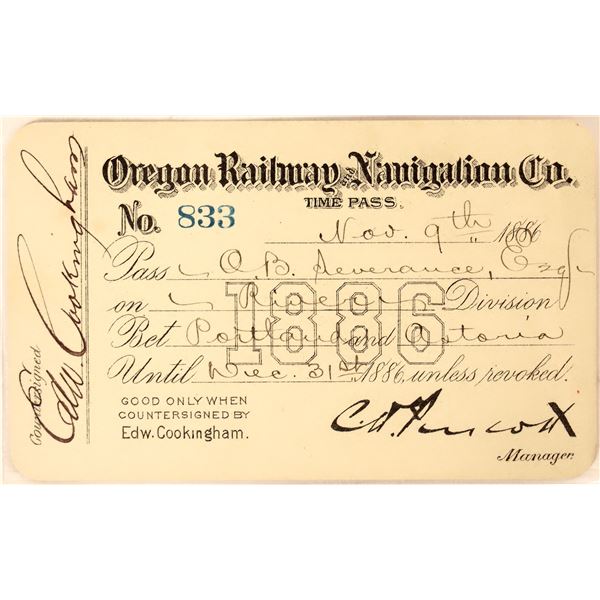 Oregon Railway and Navigation Co.
TIME PASS.
No. 833
Nov. 9th 1886
Pass O.B. Severance, Esq.
on River Division
Bet Portland and Astoria
Until Dec. 31st 1886, unless revoked.
1886
GOOD ONLY WHEN
COUNTERSIGNED BY
Edw. Cookingham.
Manager.
Countersigned
Edw. Cookingham